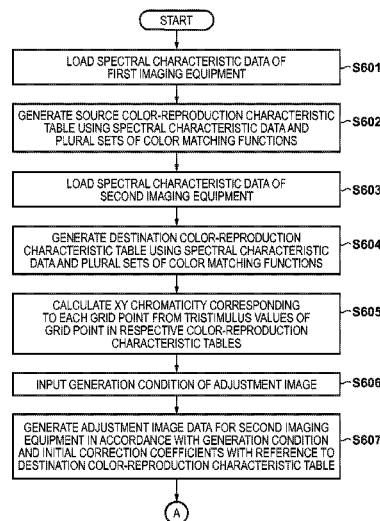 START
LOAD SPECTRAL CHARACTERISTIC DATA OF
FIRST IMAGING EQUIPMENT
S601
GENERATE SOURCE COLOR-REPRODUCTION CHARACTERISTIC
TABLE USING SPECTRAL CHARACTERISTIC DATA AND
PLURAL SETS OF COLOR MATCHING FUNCTIONS
S602
LOAD SPECTRAL CHARACTERISTIC DATA OF
SECOND IMAGING EQUIPMENT
S603
GENERATE DESTINATION COLOR-REPRODUCTION
CHARACTERISTIC TABLE USING SPECTRAL CHARACTERISTIC
DATA AND PLURAL SETS OF COLOR MATCHING FUNCTIONS
S604
CALCULATE XY CHROMATICITY CORRESPONDING
TO EACH GRID POINT FROM TRISTIMULUS VALUES OF
GRID POINT IN RESPECTIVE COLOR-REPRODUCTION
CHARACTERISTIC TABLES
S605
INPUT GENERATION CONDITION OF ADJUSTMENT IMAGE
S606
GENERATE ADJUSTMENT IMAGE DATA FOR SECOND IMAGING
EQUIPMENT IN ACCORDANCE WITH GENERATION CONDITION
AND INITIAL CORRECTION COEFFICIENTS WITH REFERENCE TO
DESTINATION COLOR-REPRODUCTION CHARACTERISTIC TABLE
S607
A